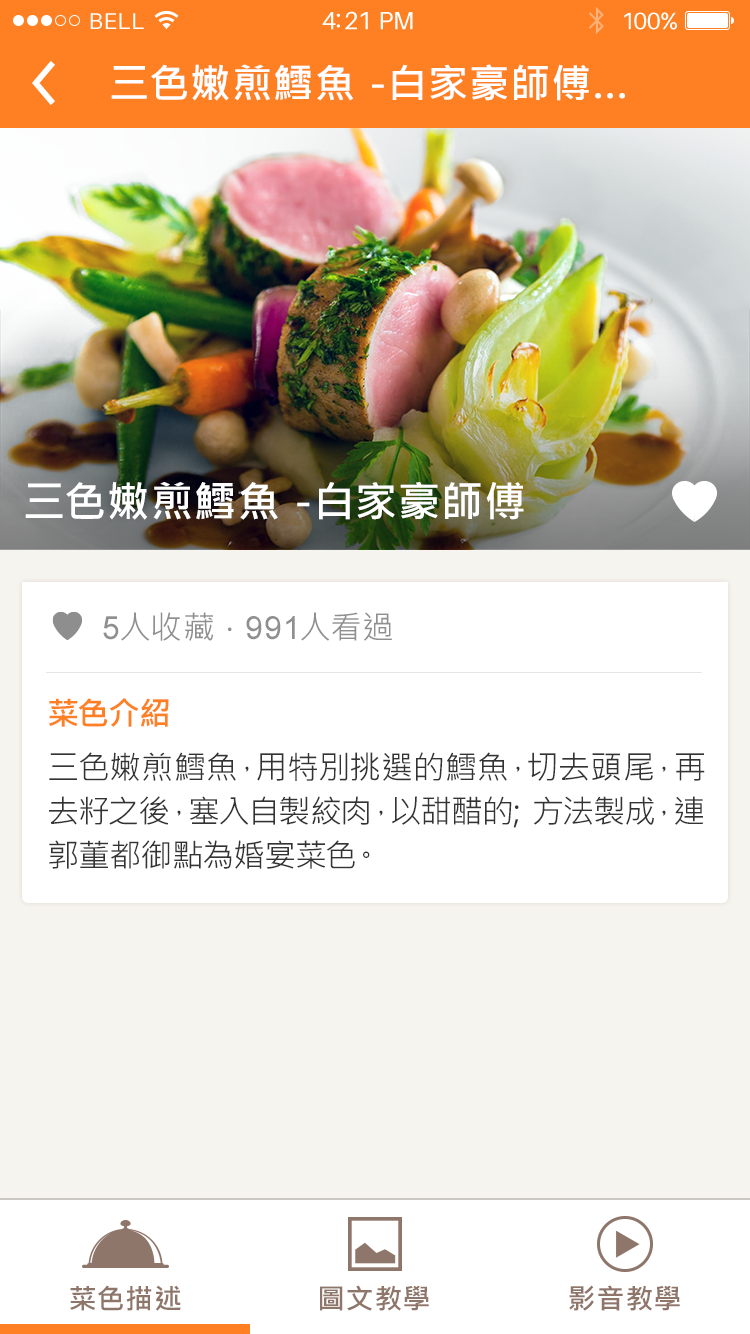 BELL 4:21 PM 100%
三色嫩煎鱈魚 -白家豪師傅...
三色嫩煎鱈魚 -白家豪師傅
5人收藏 · 991人看過
菜色介紹
三色嫩煎鱈魚,用特別挑選的鱈魚,切去頭尾,再
去籽之後,塞入自製絞肉,以甜醋的; 方法製成,連
郭董都御點為婚宴菜色。
菜色描述 圖文教學 影音教學